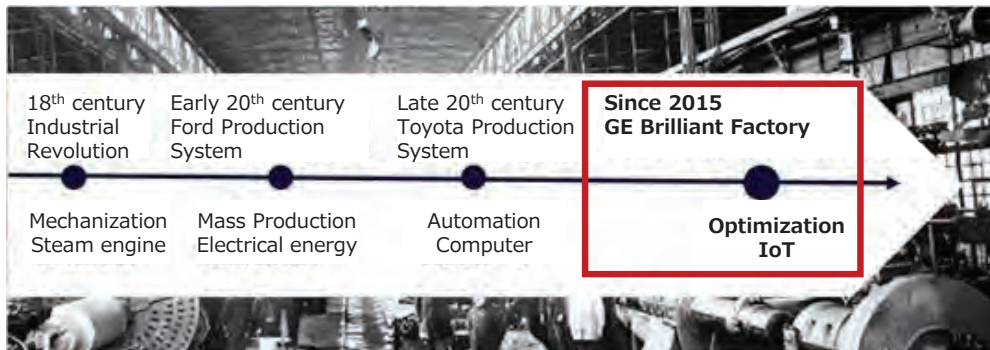 18th century
Industrial
Revolution
Early 20th century
Ford Production
System
Late 20th century
Toyota Production
System
Since 2015
GE Brilliant Factory
Mechanization
Steam engine
Mass Production
Electrical energy
Automation
Computer
Optimization
IoT